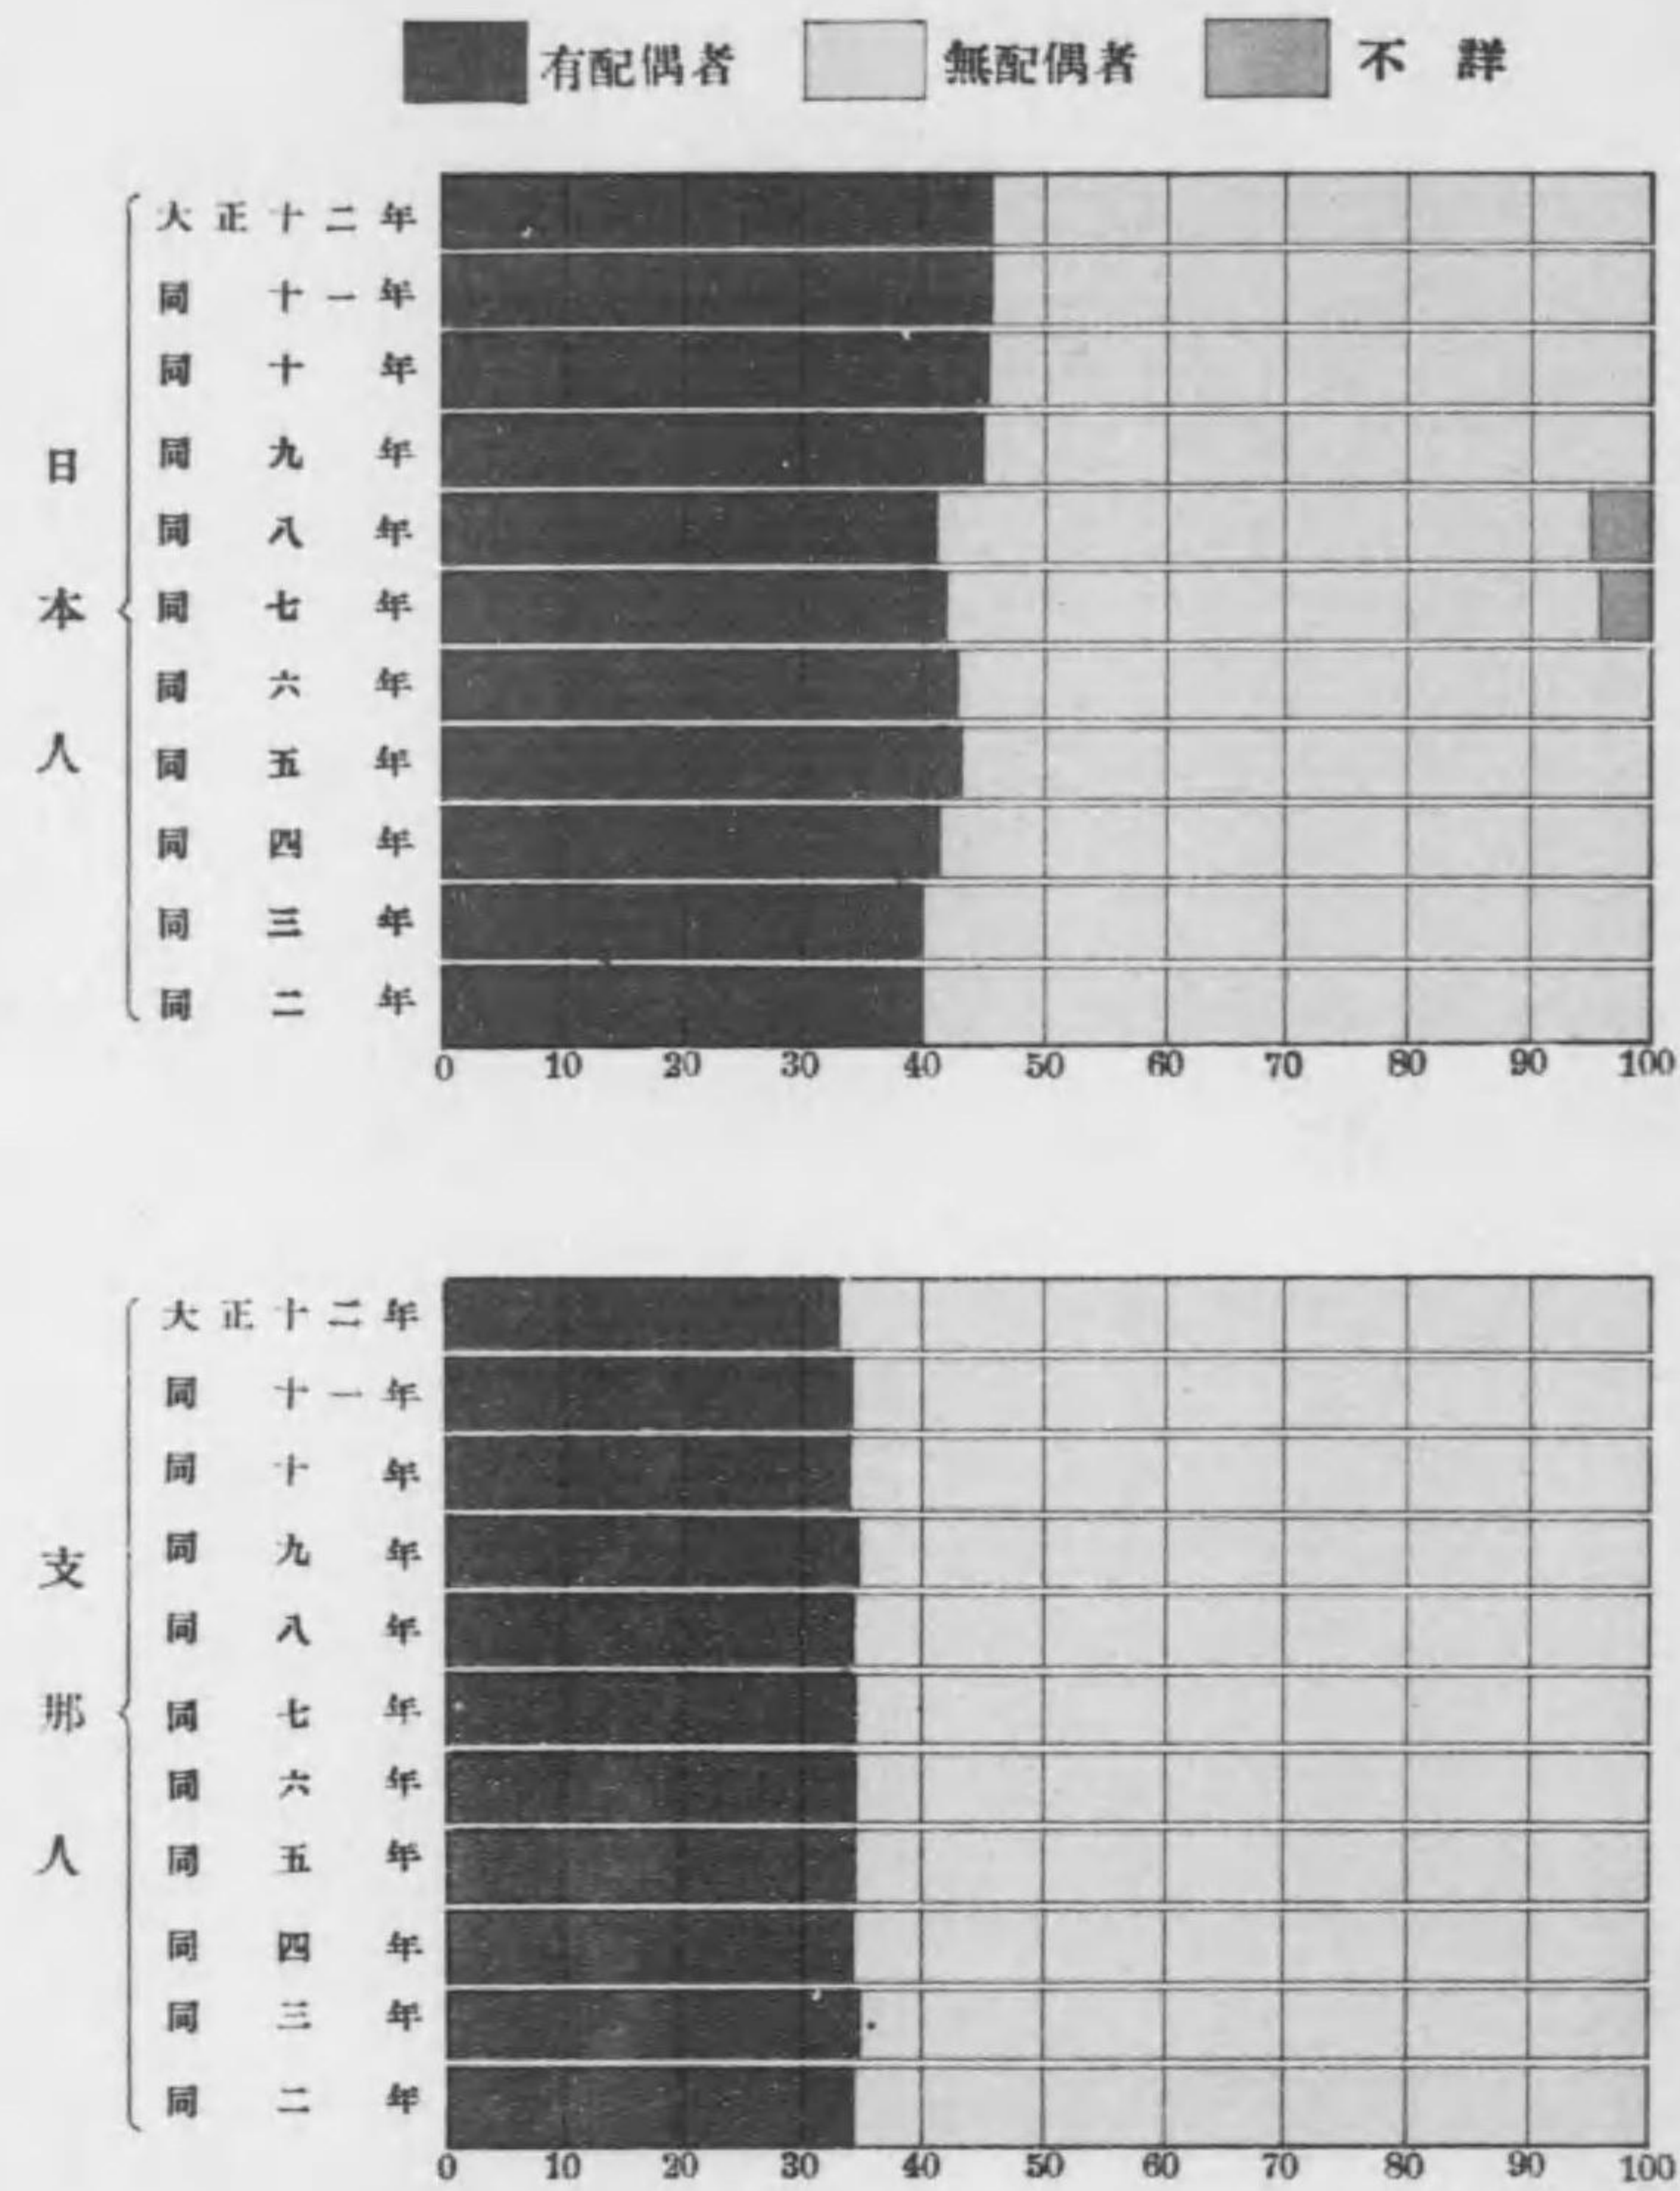 有配偶者 無配偶者 不詳
日本人
大正十二年
同十一年
同十年
同九年
同八年
同七年
同六年
同五年
同四年
同三年
同二年
0 10 20 30 40 50 60 70 80 90 100
支那人
大正十二年
同十一年
同十年
同九年
同八年
同七年
同六年
同五年
同四年
同三年
同二年
0 10 20 30 40 50 60 70 80 90 100